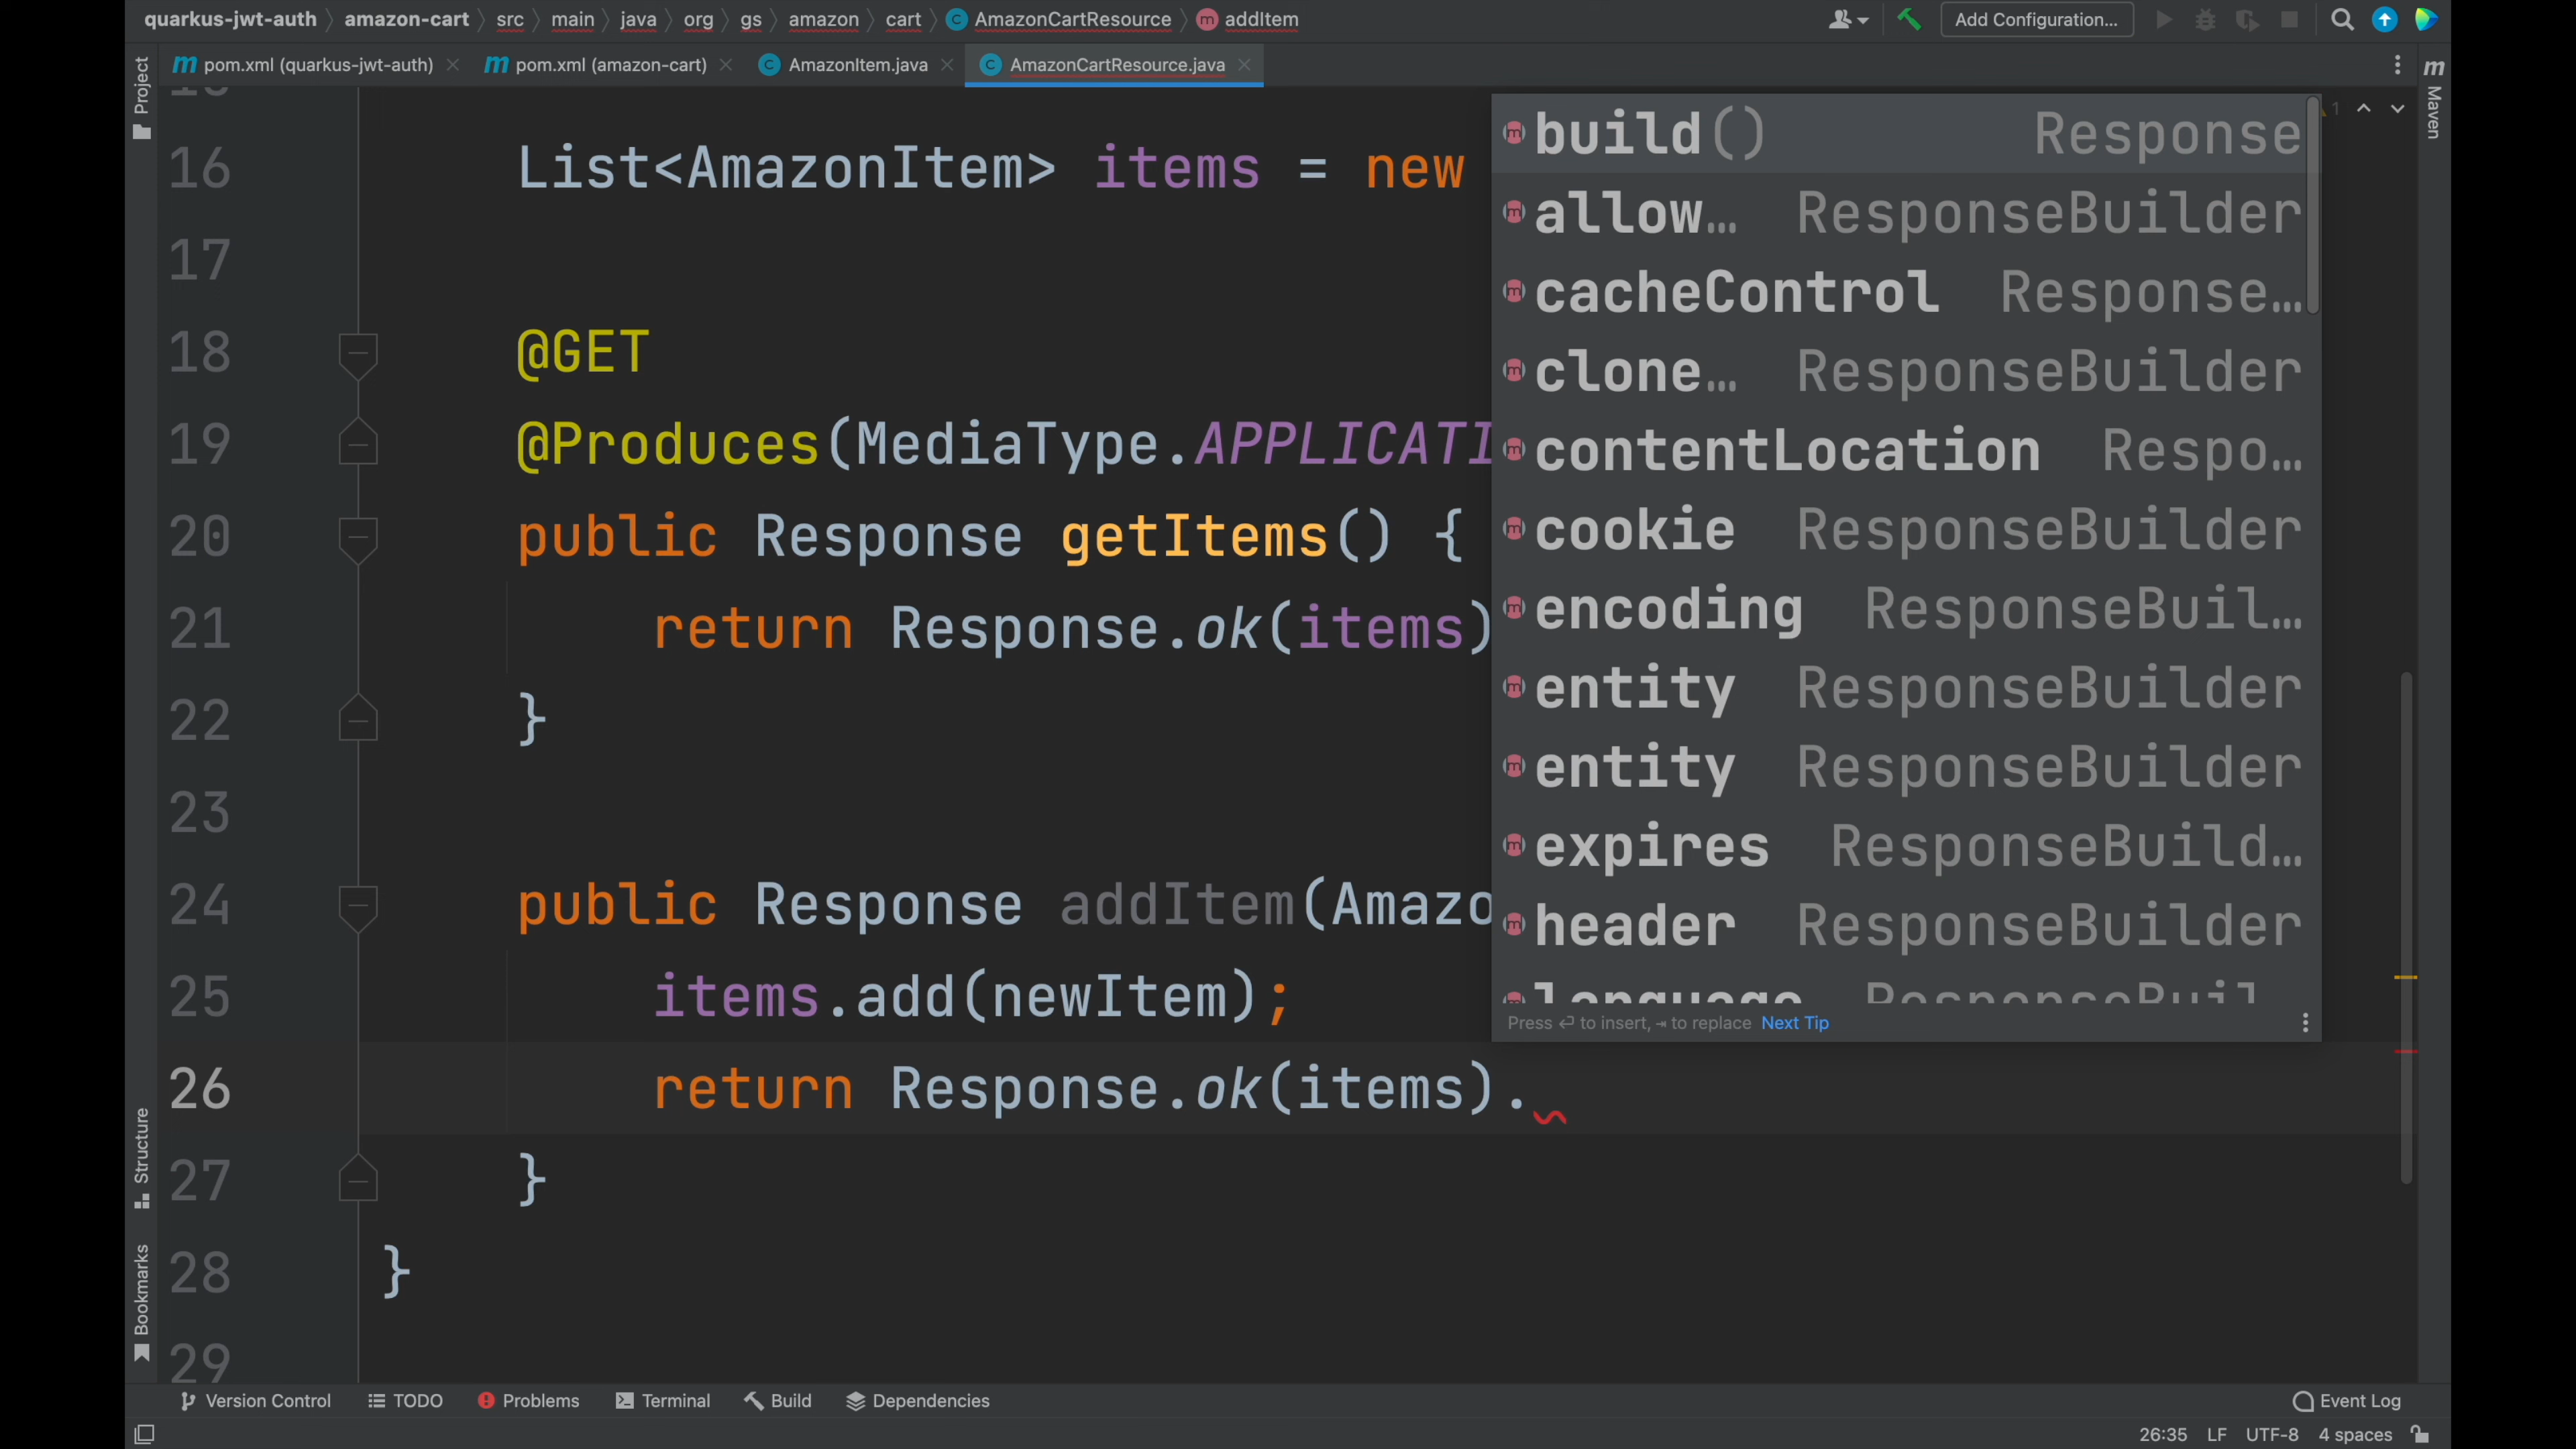 quarkus-jwt-auth amazon-cart src main java org gs amazon cart AmazonCartResource addItem Add Configuration...
pom.xml (quarkus-jwt-auth) pom.xml (amazon-cart) AmazonItem.java AmazonCartResource.java
Project
Maven
Structure
Bookmarks
16 List<AmazonItem> items = new
17
18 @GET
19 @Produces(MediaType.APPLICATI
20 public Response getItems() {
21 return Response.ok(items)
22 }
23
24 public Response addItem(Amazo
25 items.add(newItem);
26 return Response.ok(items).
27 }
28 }
29
build() Response
allow… ResponseBuilder
cacheControl Response…
clone… ResponseBuilder
contentLocation Respo…
cookie ResponseBuilder
encoding ResponseBuil…
entity ResponseBuilder
entity ResponseBuilder
expires ResponseBuild…
header ResponseBuilder
language ResponseBuil
Press ↩ to insert, ⇥ to replace Next Tip
1
Version Control TODO Problems Terminal Build Dependencies Event Log
26:35 LF UTF-8 4 spaces